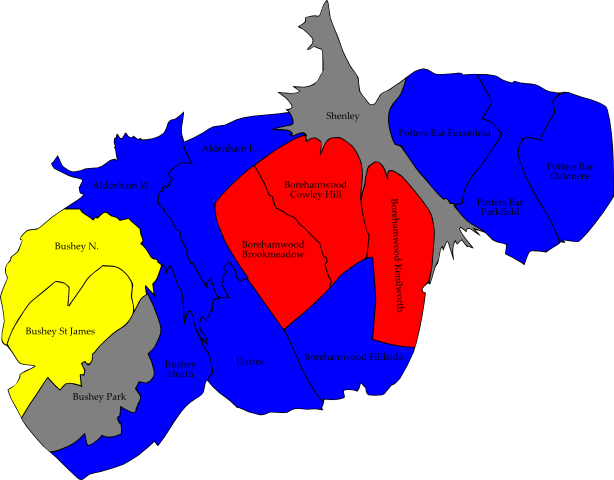 Shenley
Potters Bar Furzefield
Aldenham E.
Potters Bar
Oakmere
Aldenham W.
Borehamwood
Cowley Hill
Potters Bar
Parkfield
Borehamwood Kenilworth
Bushey N.
Borehamwood
Brookmeadow
Bushey St James
Borehamwood Hillside
Elstree
Bushey
Heath
Bushey Park